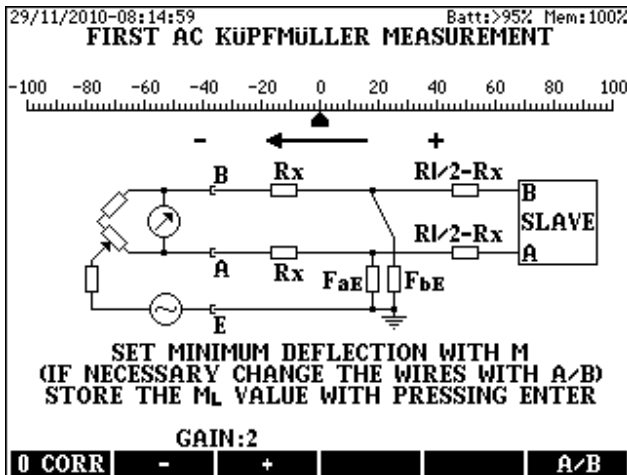 29/11/2010-08:14:59 Batt:>95% Mem:100%
FIRST AC KÜPFMÜLLER MEASUREMENT
-100 -80 -60 -40 -20 0 20 40 60 80 100
- +
B Rx Rl/2-Rx
B
SLAVE
Rl/2-Rx
A
A Rx FaE FbE
E
SET MINIMUM DEFLECTION WITH M
(IF NECESSARY CHANGE THE WIRES WITH A/B)
STORE THE ML VALUE WITH PRESSING ENTER
GAIN:2
0 CORR - + A/B